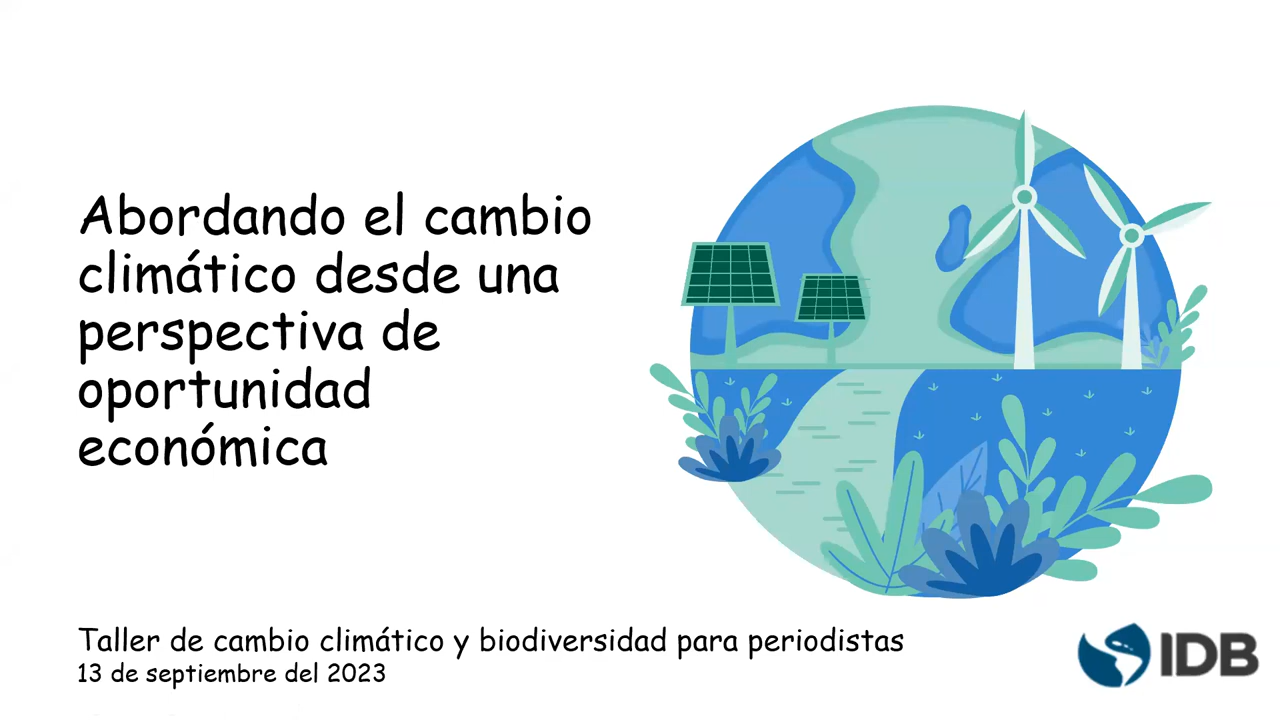 Abordando el cambio
climático desde una
perspectiva de
oportunidad
económica
Taller de cambio climático y biodiversidad para periodistas
13 de septiembre del 2023
IDB